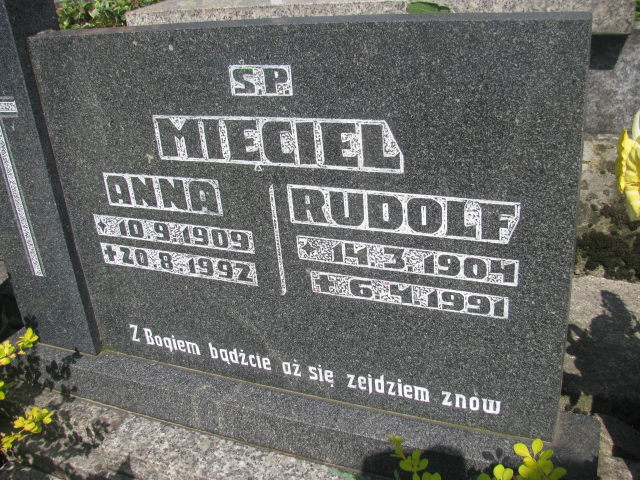 S.P.
MIĘCIEL
ANNA
* 10.9.1909
+ 20.8.1992
RUDOLF
* 14.3.1904
+ 6.4.1991
Z Bogiem bądźcie aż się zejdziem znów